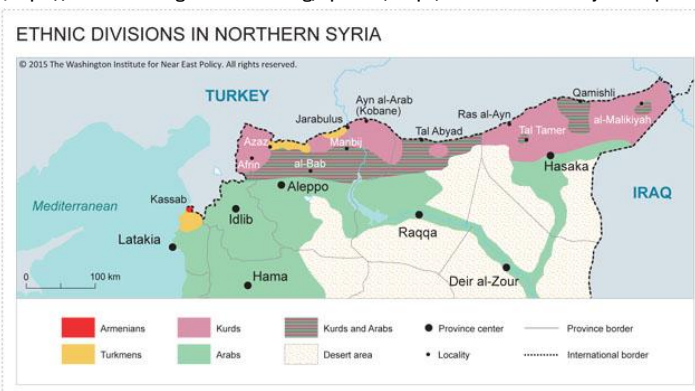 ETHNIC DIVISIONS IN NORTHERN SYRIA
© 2015 The Washington Institute for Near East Policy. All rights reserved.
TURKEY
Ayn al-Arab
(Kobane)
Qamishli
Jarabulus
Ras al-Ayn
al-Malikiyah
Azaz
Manbij
Tal Abyad
Tal Tamer
Afrin
al-Bab
Hasaka
Aleppo
Kassab
IRAQ
Mediterranean
Idlib
Raqqa
Latakia
0 100 km
Hama
Deir al-Zour
Armenians
Kurds
Kurds and Arabs
Province center
Province border
Turkmens
Arabs
Desert area
Locality
International border